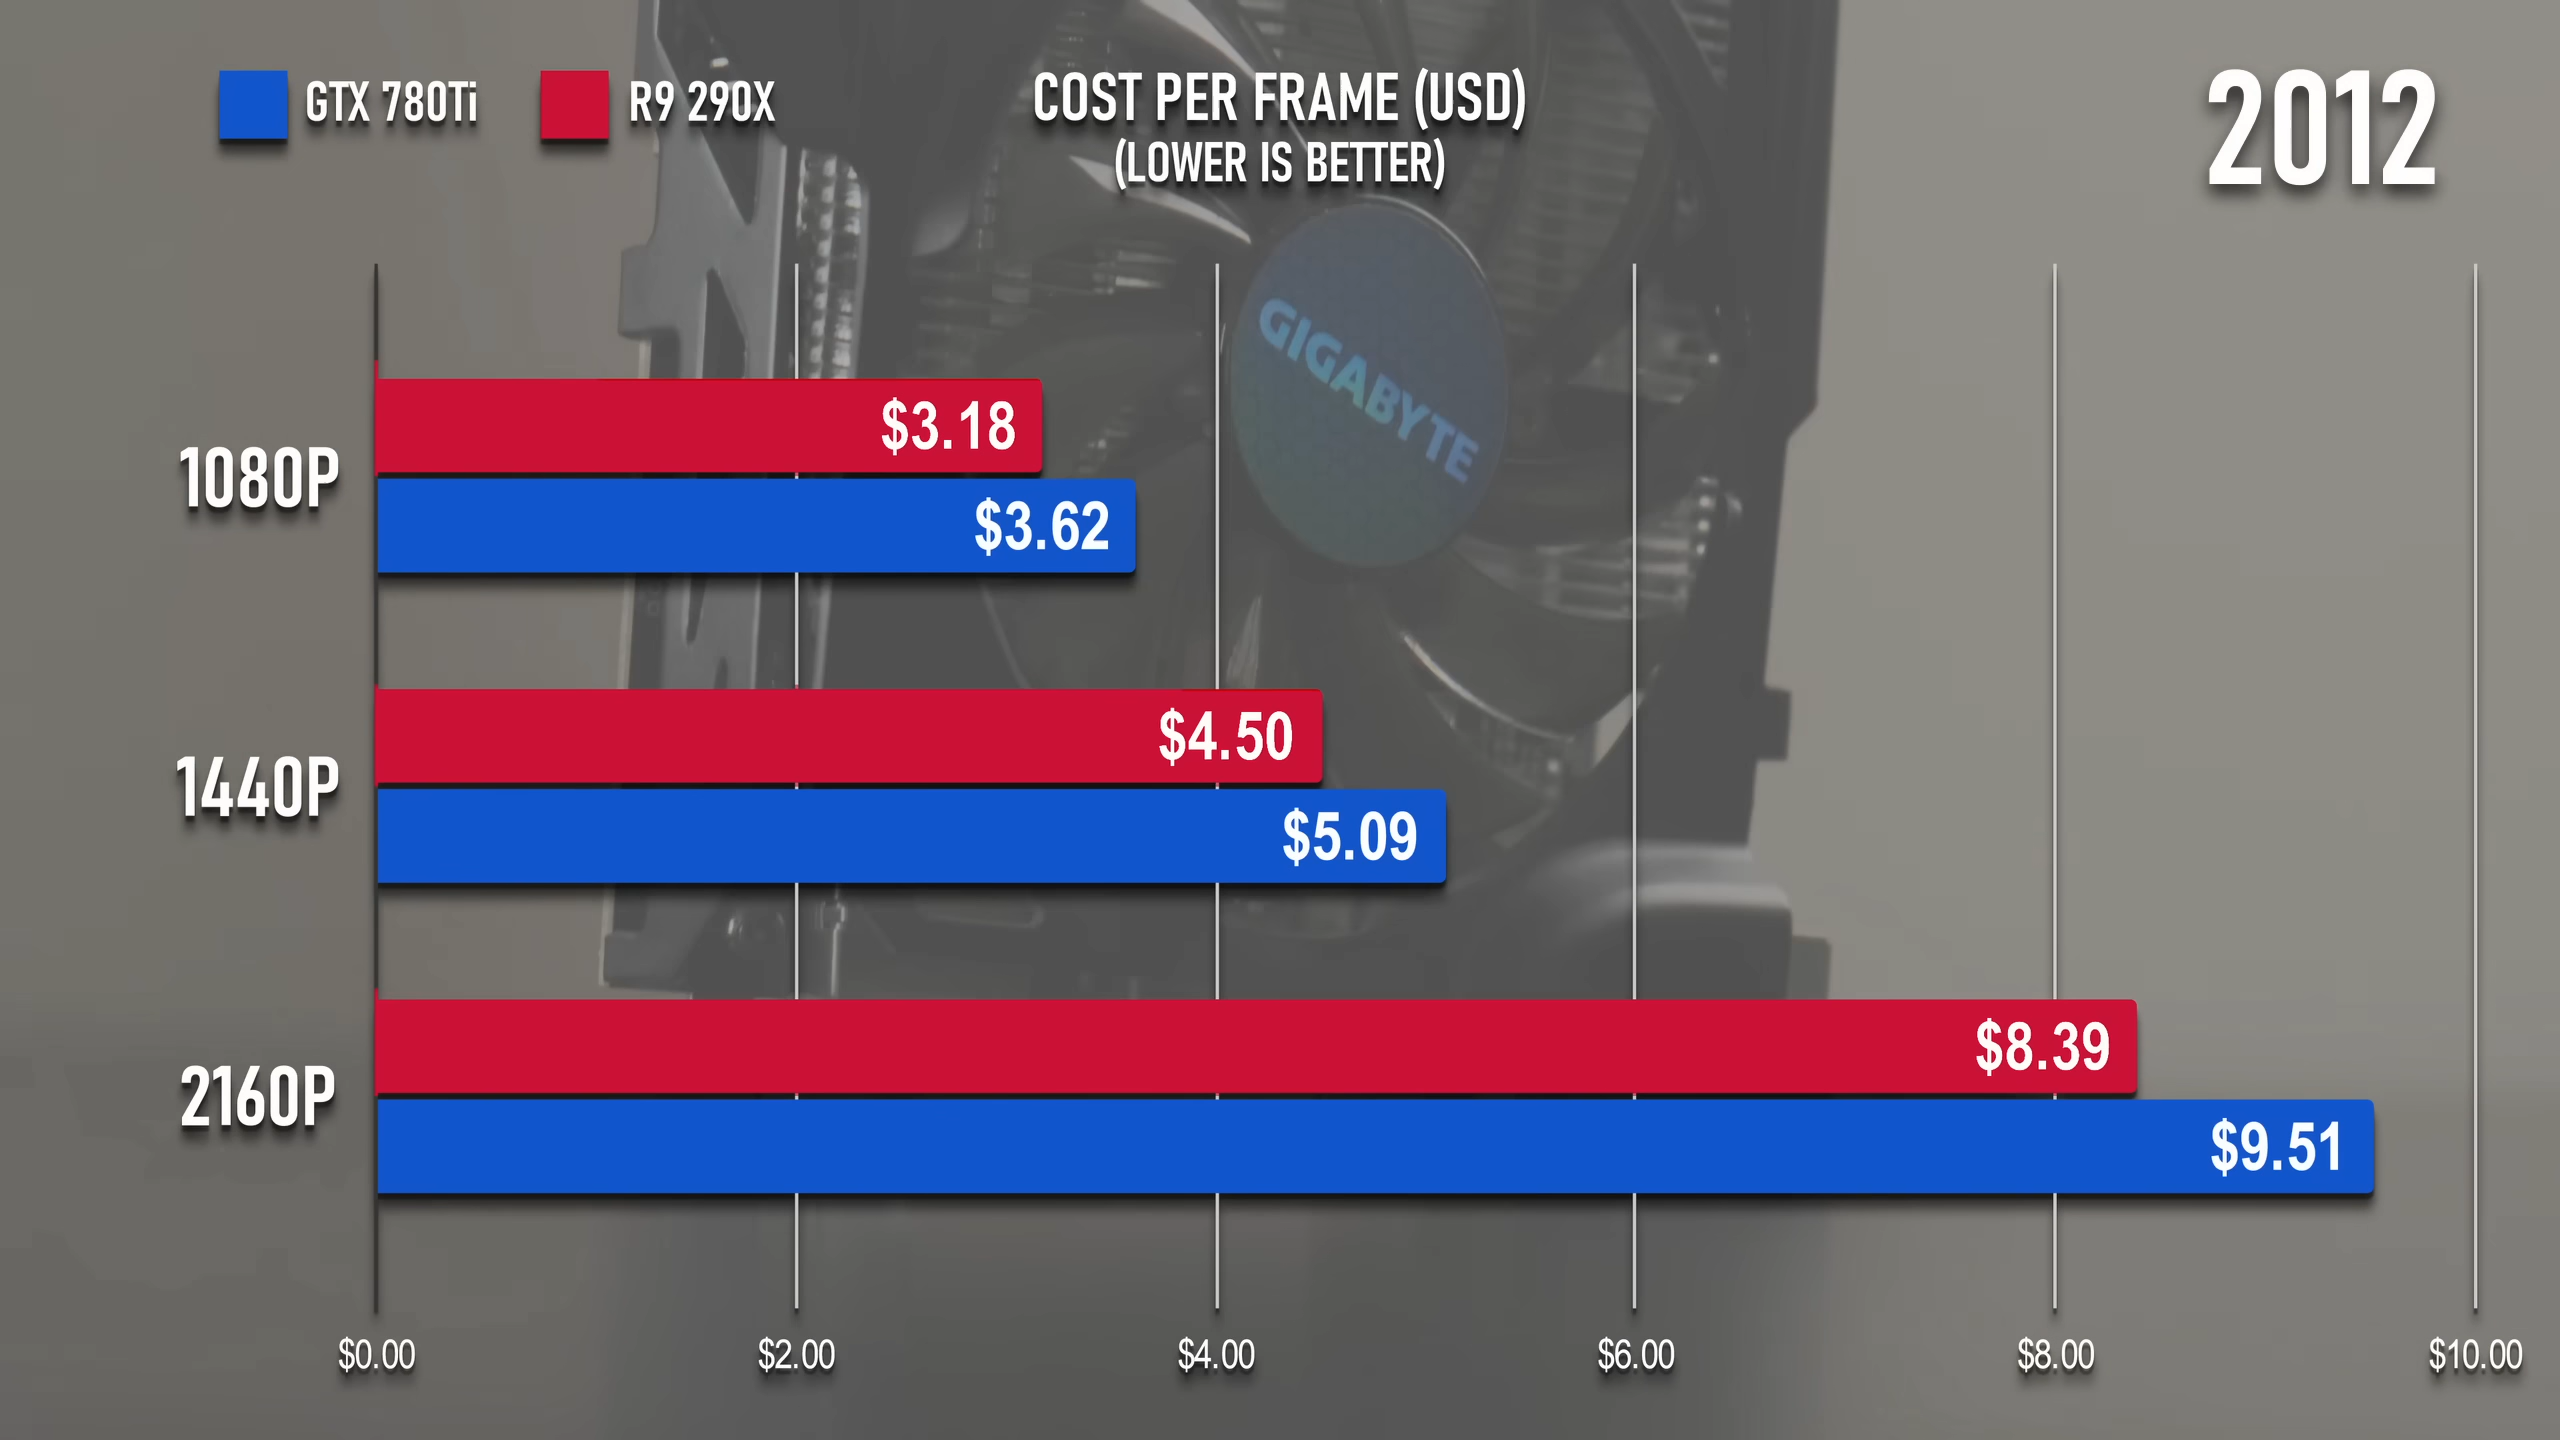 GTX 780Ti
R9 290X
COST PER FRAME (USD)
(LOWER IS BETTER)
2012
GIGABYTE
1080P
$3.18
$3.62
1440P
$4.50
$5.09
2160P
$8.39
$9.51
$0.00
$2.00
$4.00
$6.00
$8.00
$10.00